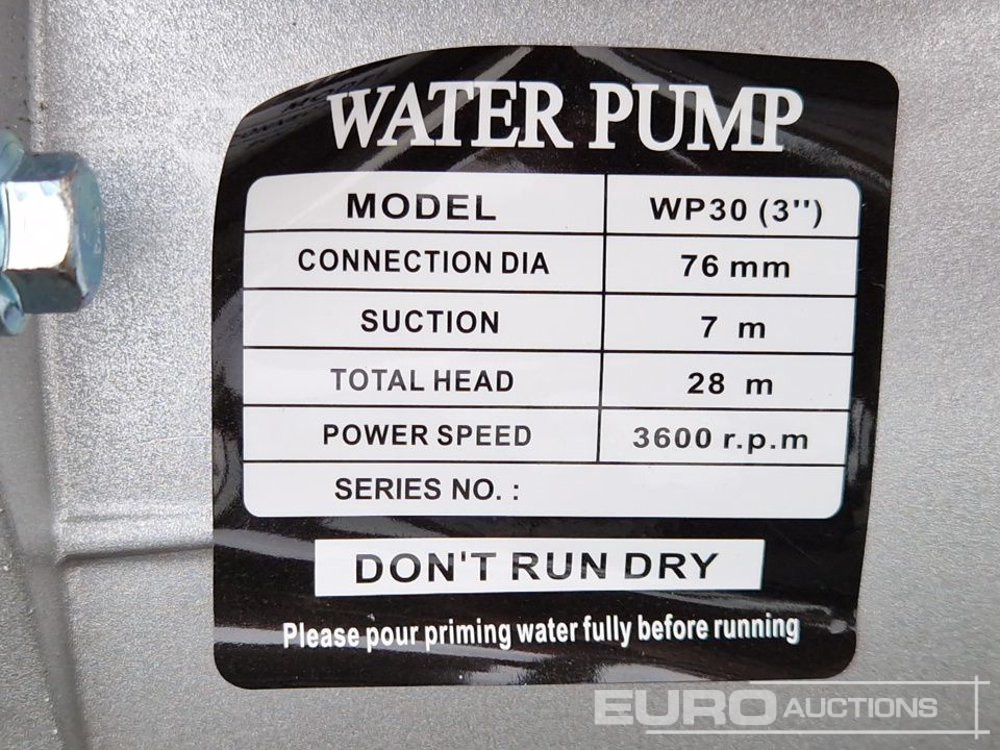 WATER PUMP
MODEL WP30 (3'')
CONNECTION DIA 76 mm
SUCTION 7 m
TOTAL HEAD 28 m
POWER SPEED 3600 r.p.m
SERIES NO. :
DON'T RUN DRY
Please pour priming water fully before running
EURO AUCTIONS